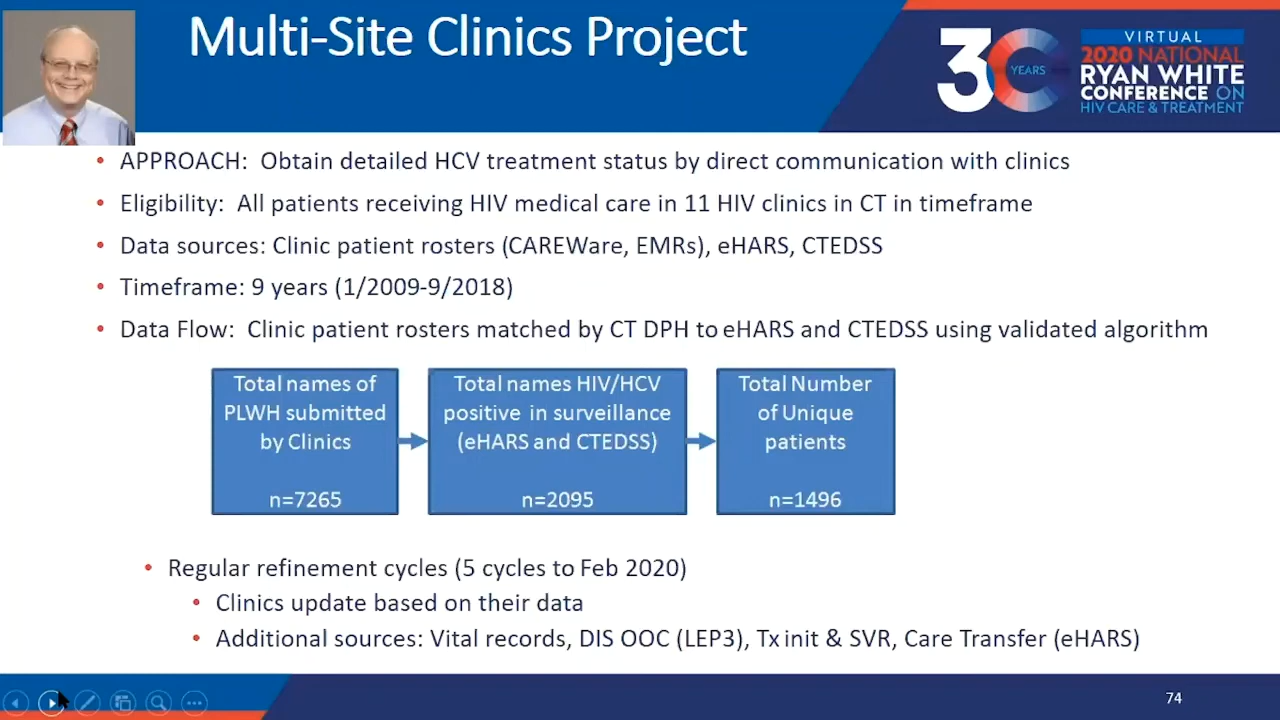 Multi-Site Clinics Project
30 YEARS
VIRTUAL
2020 NATIONAL
RYAN WHITE
CONFERENCE ON
HIV CARE & TREATMENT
• APPROACH: Obtain detailed HCV treatment status by direct communication with clinics
• Eligibility: All patients receiving HIV medical care in 11 HIV clinics in CT in timeframe
• Data sources: Clinic patient rosters (CAREWare, EMRs), eHARS, CTEDSS
• Timeframe: 9 years (1/2009-9/2018)
• Data Flow: Clinic patient rosters matched by CT DPH to eHARS and CTEDSS using validated algorithm
Total names of
PLWH submitted
by Clinics
n=7265
Total names HIV/HCV
positive in surveillance
(eHARS and CTEDSS)
n=2095
Total Number
of Unique
patients
n=1496
• Regular refinement cycles (5 cycles to Feb 2020)
• Clinics update based on their data
• Additional sources: Vital records, DIS OOC (LEP3), Tx init & SVR, Care Transfer (eHARS)
74